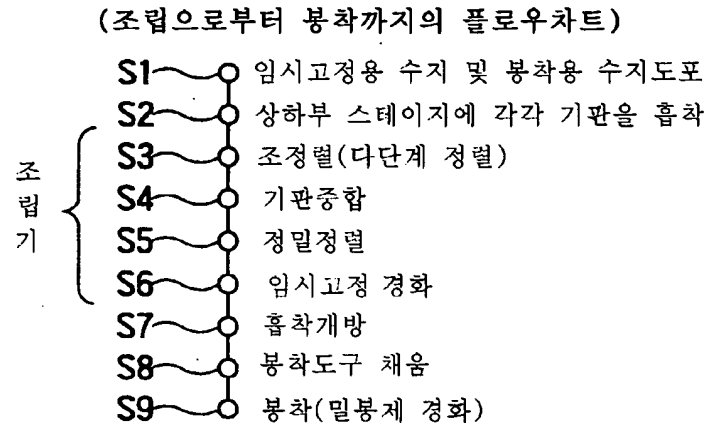 (조립으로부터 봉착까지의 플로우차트)
S1 임시고정용 수지 및 봉착용 수지도포
S2 상하부 스테이지에 각각 기판을 흡착
S3 조정렬(다단계 정렬)
S4 기판중합
S5 정밀정렬
S6 임시고정 경화
S7 흡착개방
S8 봉착도구 채움
S9 봉착(밀봉제 경화)
조립기